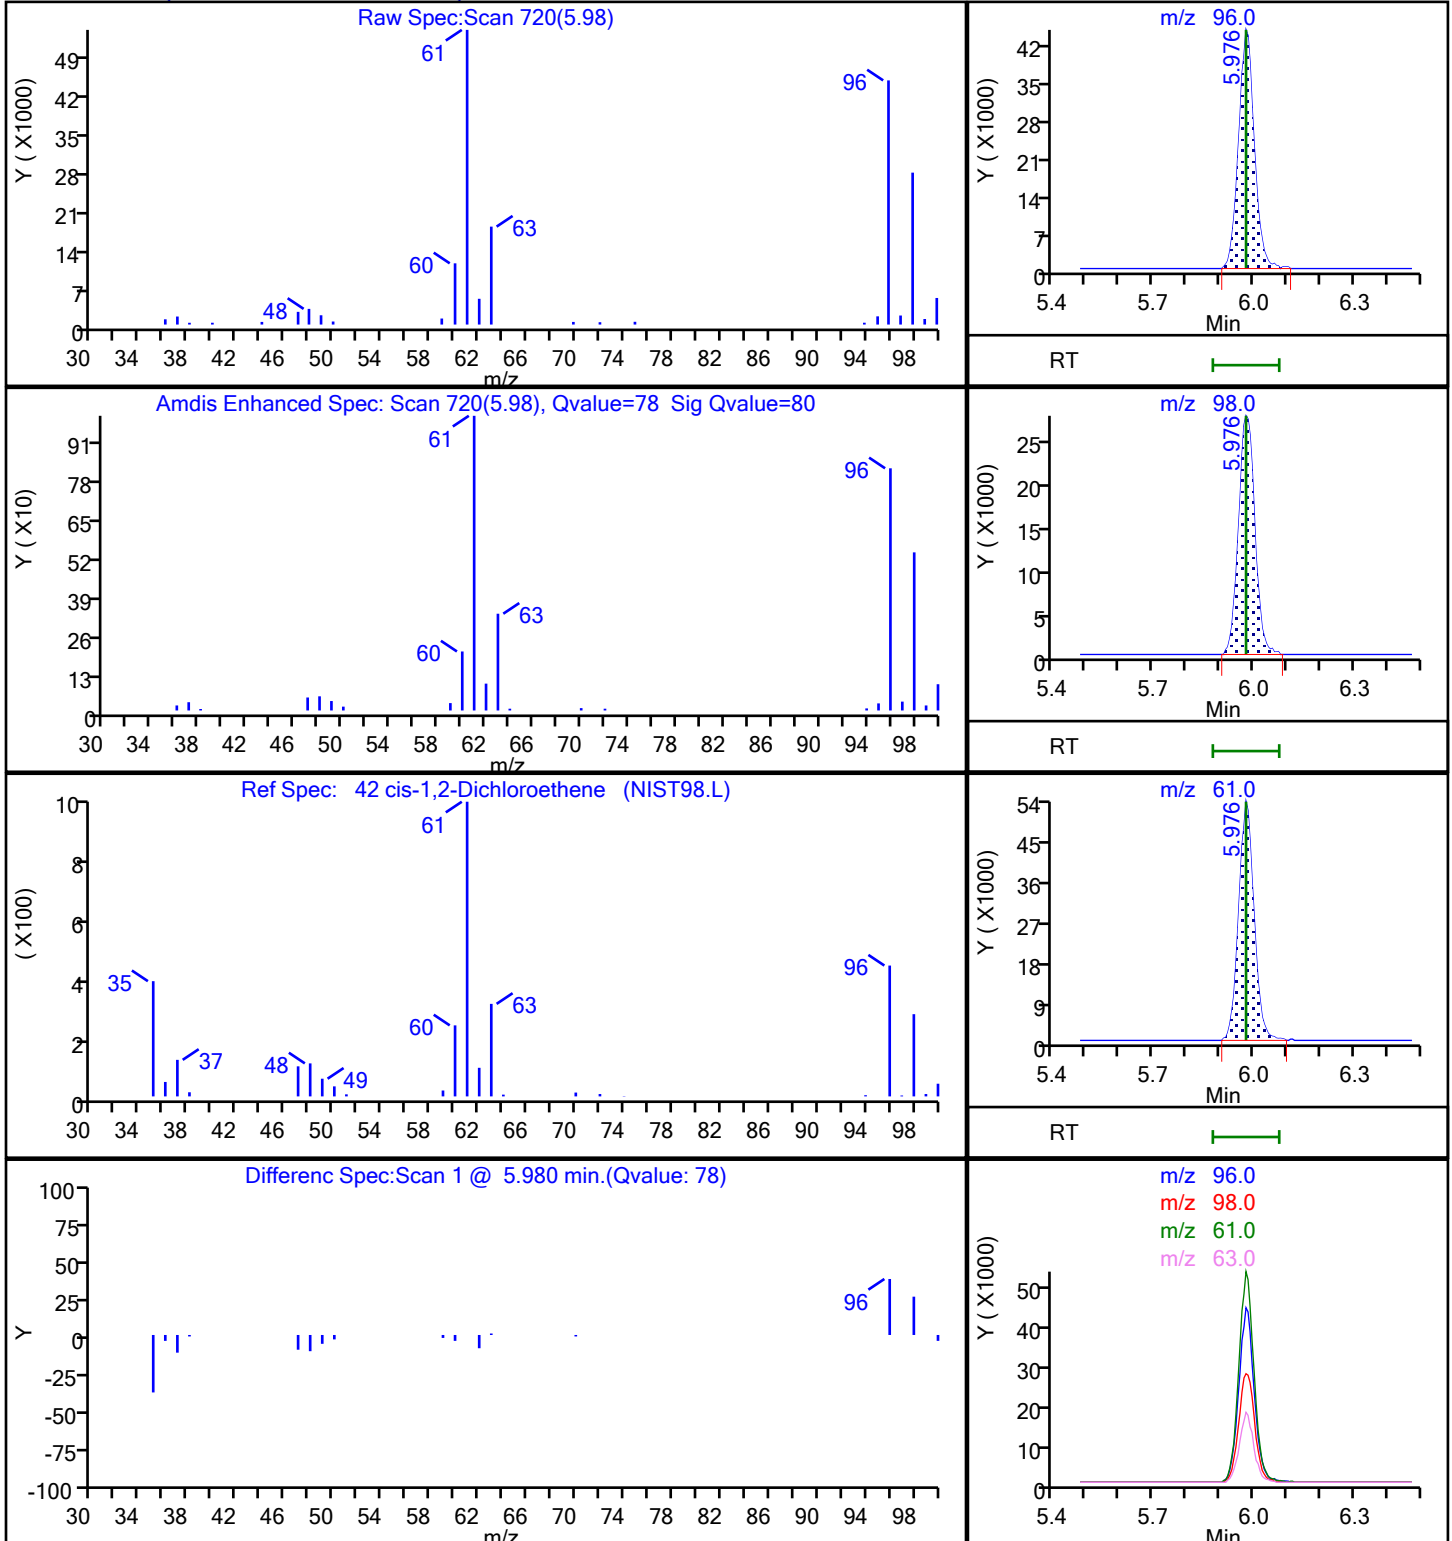 Raw Spec:Scan 720(5.98)
Y ( X1000)
49
42
35
28
21
14
7
0
61
96
63
60
48
30 34 38 42 46 50 54 58 62 66 70 74 78 82 86 90 94 98
m/z
m/z 96.0
Y ( X1000)
42
35
28
21
14
7
0
5.976
5.4 5.7 6.0 6.3
Min
RT
Amdis Enhanced Spec: Scan 720(5.98), Qvalue=78 Sig Qvalue=80
Y ( X10)
91
78
65
52
39
26
13
0
61
96
63
60
30 34 38 42 46 50 54 58 62 66 70 74 78 82 86 90 94 98
m/z
m/z 98.0
Y ( X1000)
25
20
15
10
5
0
5.976
5.4 5.7 6.0 6.3
Min
RT
Ref Spec: 42 cis-1,2-Dichloroethene (NIST98.L)
( X100)
10
8
6
4
2
0
61
96
35
63
60
37
48
49
30 34 38 42 46 50 54 58 62 66 70 74 78 82 86 90 94 98
m/z 61.0
Y ( X1000)
54
45
36
27
18
9
0
5.976
5.4 5.7 6.0 6.3
Min
RT
Differenc Spec:Scan 1 @ 5.980 min.(Qvalue: 78)
Y
100
75
50
25
0
-25
-50
-75
-100
96
30 34 38 42 46 50 54 58 62 66 70 74 78 82 86 90 94 98
m/z
m/z 96.0
m/z 98.0
m/z 61.0
m/z 63.0
Y ( X1000)
50
40
30
20
10
0
5.4 5.7 6.0 6.3
Min